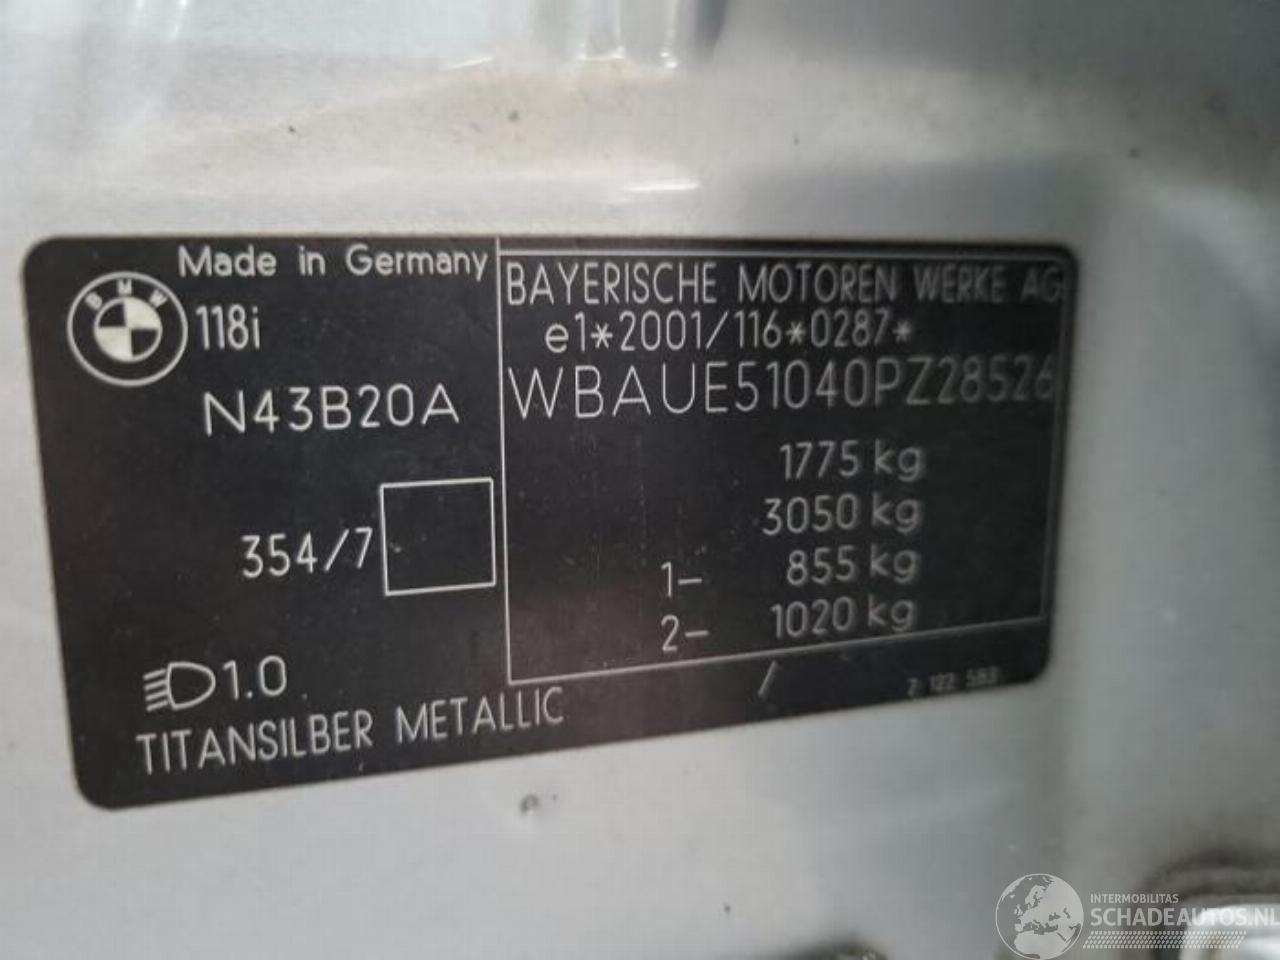 Made in Germany
BMW
118i
N43B20A
354/7
1.0
TITANSILBER METALLIC
BAYERISCHE MOTOREN WERKE AG
e1*2001/116*0287*
WBAUE51040PZ28526
1775 kg
3050 kg
1- 855 kg
2- 1020 kg
/
2 122 583
INTERMOBILITAS
SCHADEAUTOS.NL